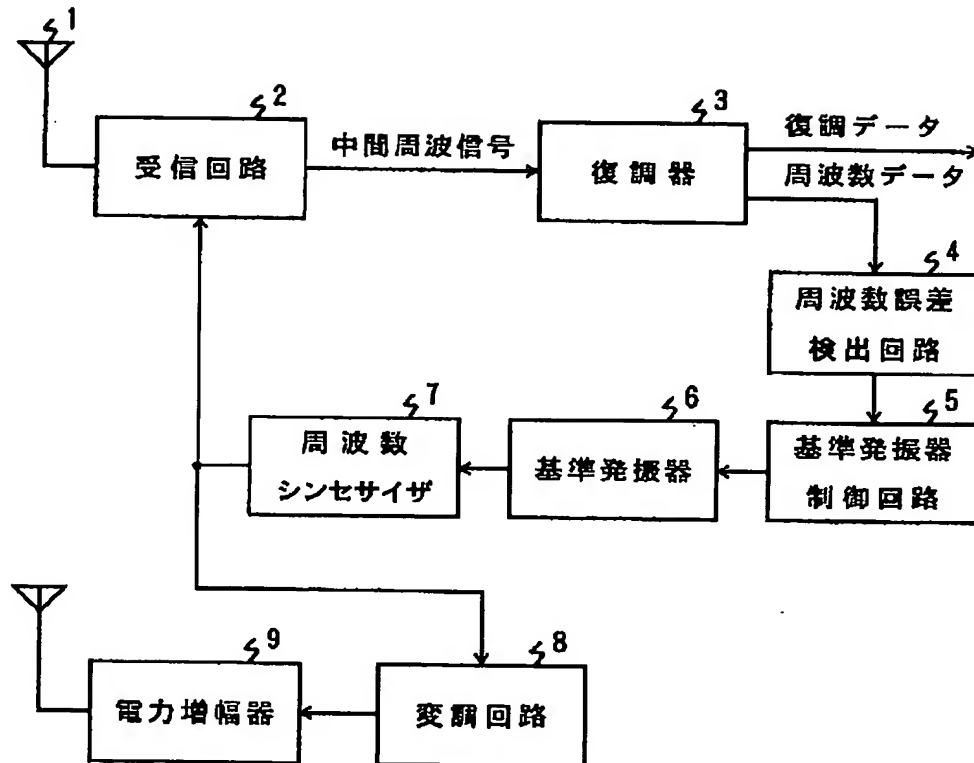 1
2
受信回路
中間周波信号
3
復調器
復調データ
周波数データ
4
周波数誤差
検出回路
5
基準発振器
制御回路
6
基準発振器
7
周波数
シンセサイザ
8
変調回路
9
電力増幅器